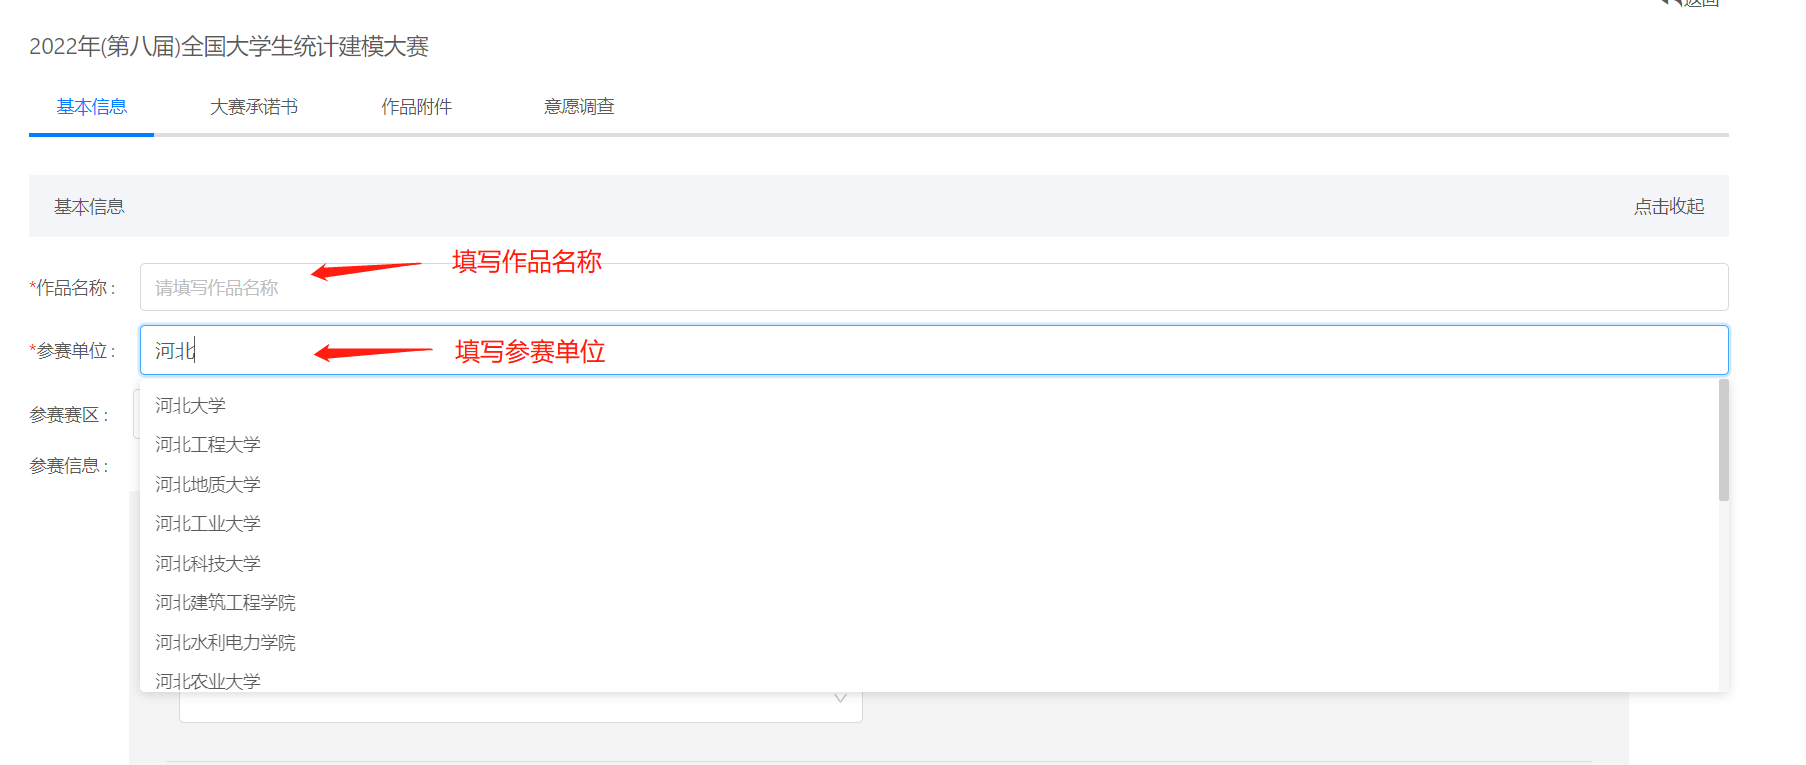 返回
2022年(第八届)全国大学生统计建模大赛
基本信息 大赛承诺书 作品附件 意愿调查
基本信息 点击收起
填写作品名称
*作品名称： 请填写作品名称
*参赛单位： 河北 填写参赛单位
河北大学
参赛赛区：
河北工程大学
参赛信息：
河北地质大学
河北工业大学
河北科技大学
河北建筑工程学院
河北水利电力学院
河北农业大学